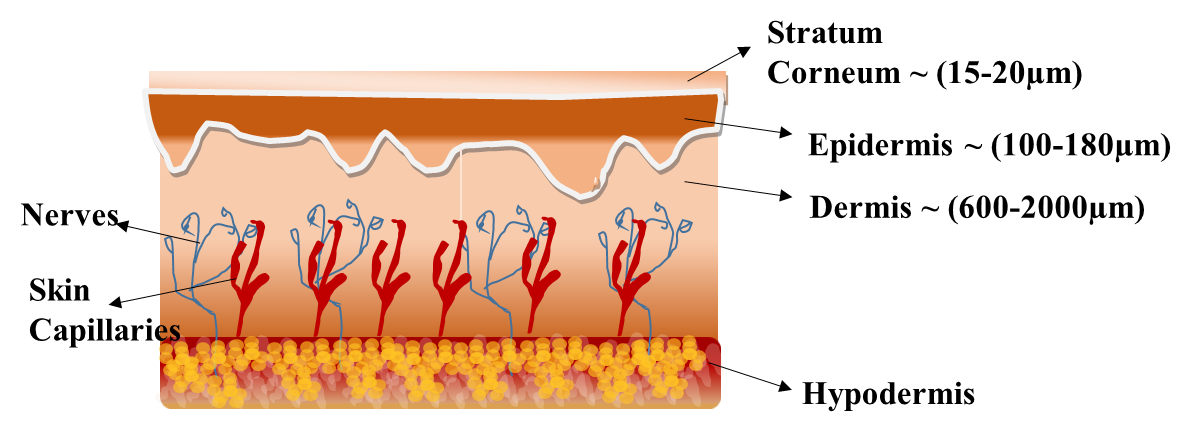 Stratum
Corneum ~ (15-20μm)
Epidermis ~ (100-180μm)
Dermis ~ (600-2000μm)
Nerves
Skin
Capillaries
Hypodermis